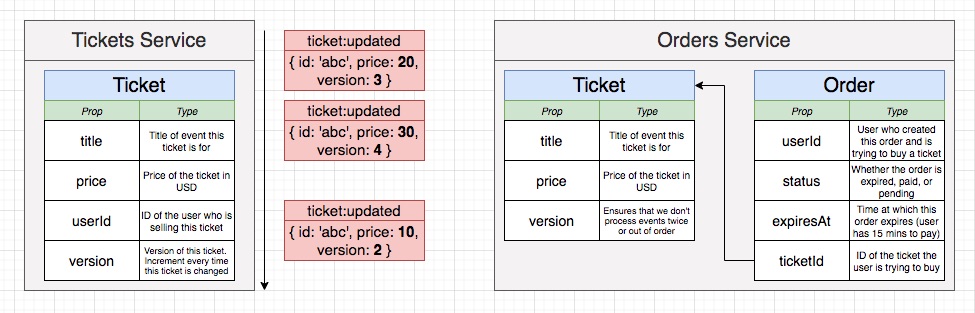 Tickets Service
Ticket
Prop
Type
title
Title of event this
ticket is for
price
Price of the ticket in
USD
userId
ID of the user who is
selling this ticket
version
Version of this ticket.
Increment every time
this ticket is changed
ticket:updated
{ id: 'abc', price: 20,
version: 3 }
ticket:updated
{ id: 'abc', price: 30,
version: 4 }
ticket:updated
{ id: 'abc', price: 10,
version: 2 }
Orders Service
Ticket
Prop
Type
title
Title of event this
ticket is for
price
Price of the ticket in
USD
version
Ensures that we don't
process events twice
or out of order
Order
Prop
Type
userId
User who created
this order and is
trying to buy a ticket
status
Whether the order is
expired, paid, or
pending
expiresAt
Time at which this
order expires (user
has 15 mins to pay)
ticketId
ID of the ticket the
user is trying to buy